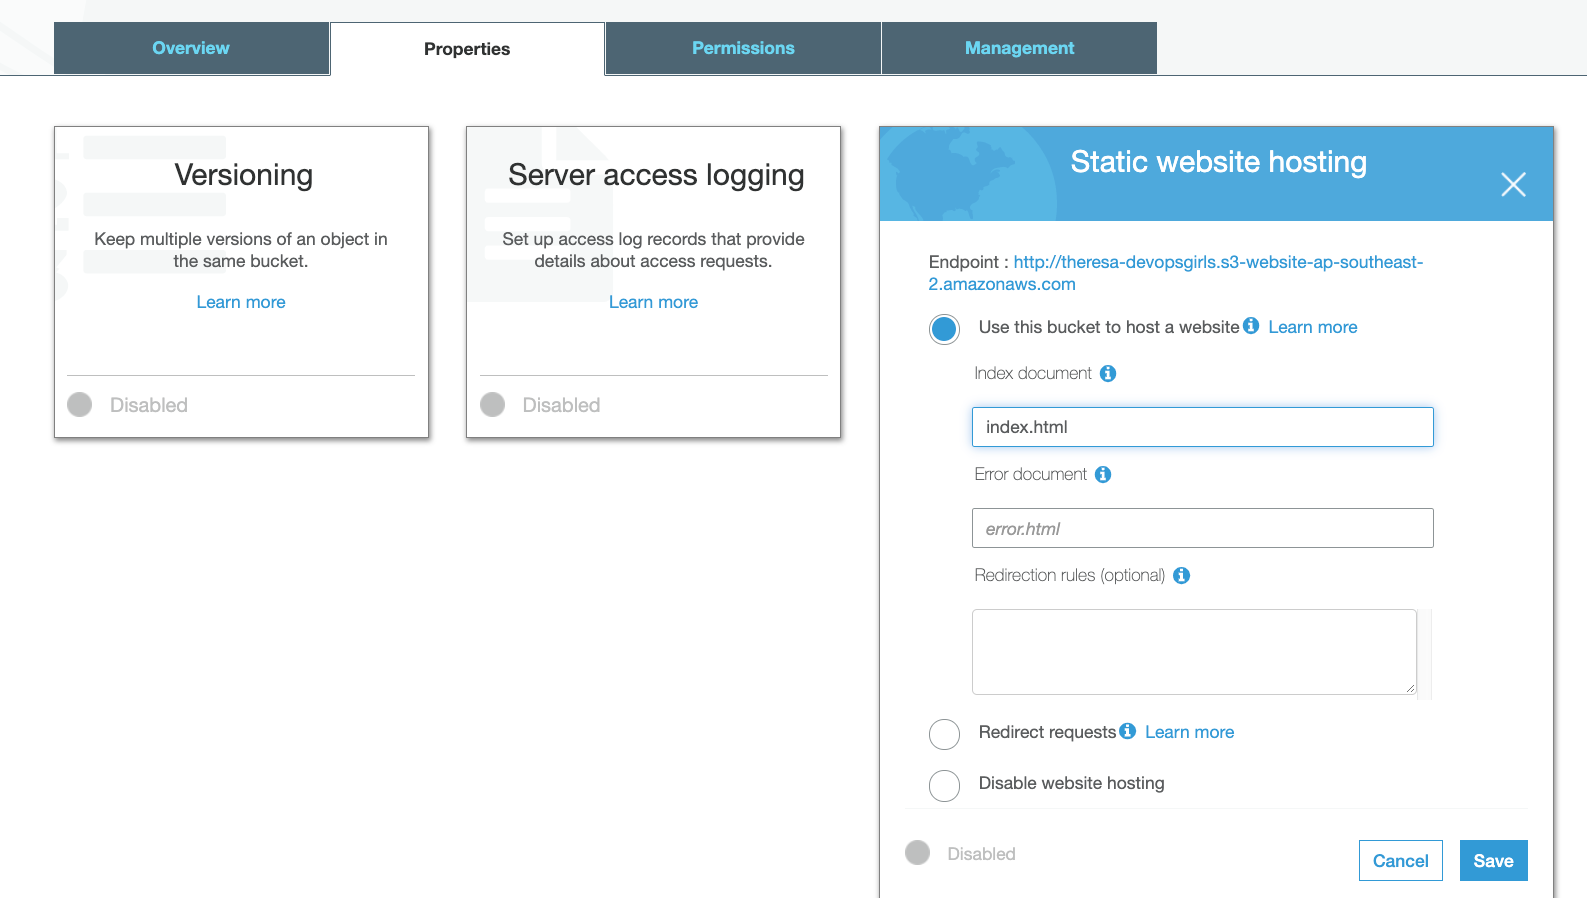 Overview
Properties
Permissions
Management
Versioning
Keep multiple versions of an object in
the same bucket.
Learn more
Disabled
Server access logging
Set up access log records that provide
details about access requests.
Learn more
Disabled
Static website hosting
Endpoint : http://theresa-devopsgirls.s3-website-ap-southeast-
2.amazonaws.com
Use this bucket to host a website Learn more
Index document
index.html
Error document
error.html
Redirection rules (optional)
Redirect requests Learn more
Disable website hosting
Disabled
Cancel
Save